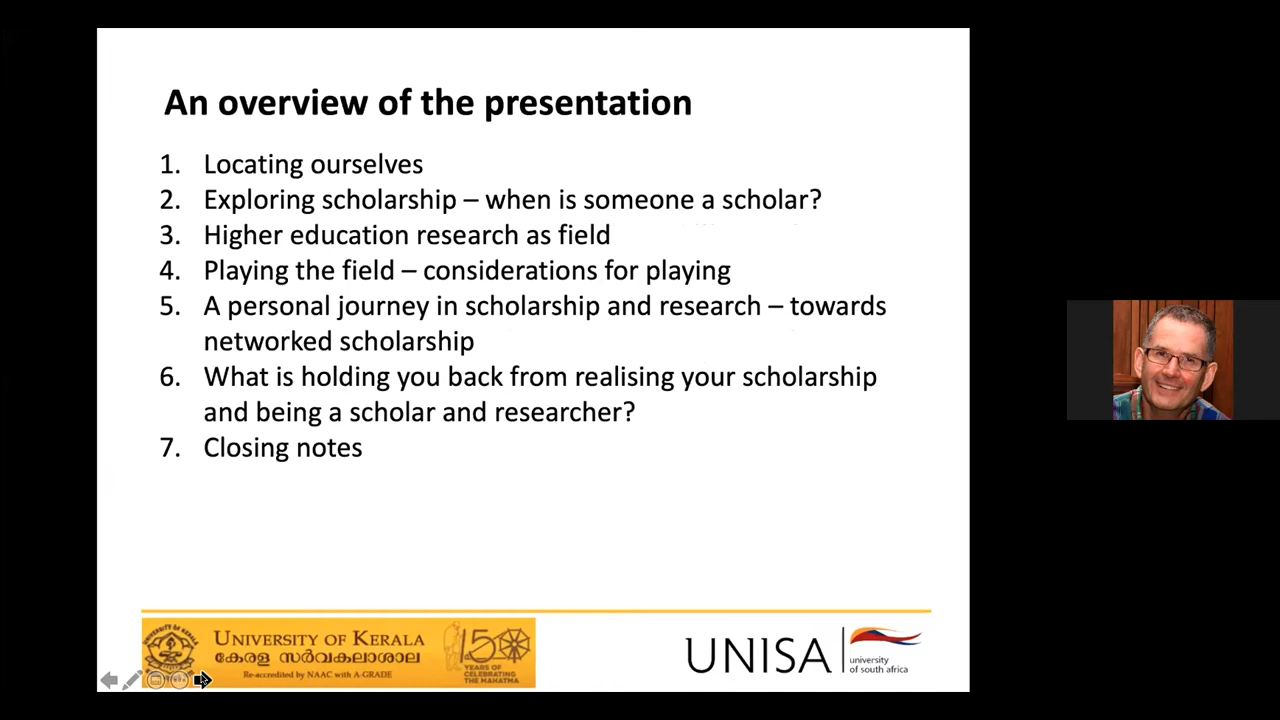 An overview of the presentation
1. Locating ourselves
2. Exploring scholarship – when is someone a scholar?
3. Higher education research as field
4. Playing the field – considerations for playing
5. A personal journey in scholarship and research – towards
networked scholarship
6. What is holding you back from realising your scholarship
and being a scholar and researcher?
7. Closing notes
UNIVERSITY OF KERALA
കേരള സർവകലാശാല
Re-accredited by NAAC with A-GRADE
150
YEARS OF
CELEBRATING
THE MAHATMA
UNISA
university
of south africa